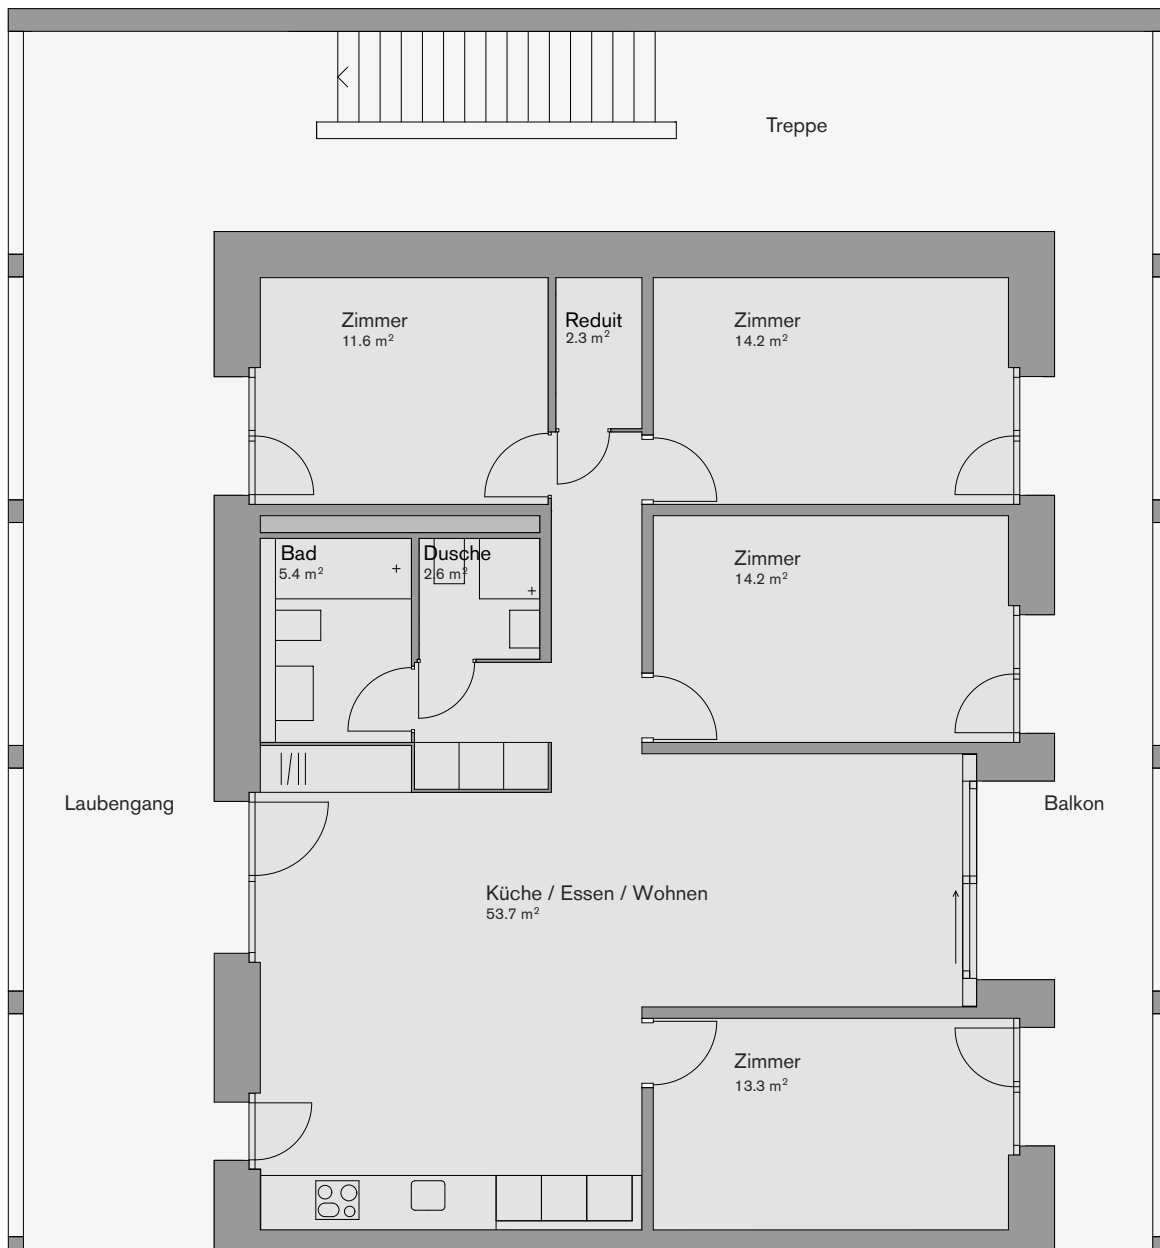 Treppe
Zimmer
11.6 m²
Reduit
2.3 m²
Zimmer
14.2 m²
Bad
5.4 m²
Dusche
2.6 m²
Zimmer
14.2 m²
Laubengang
Balkon
Küche / Essen / Wohnen
53.7 m²
Zimmer
13.3 m²